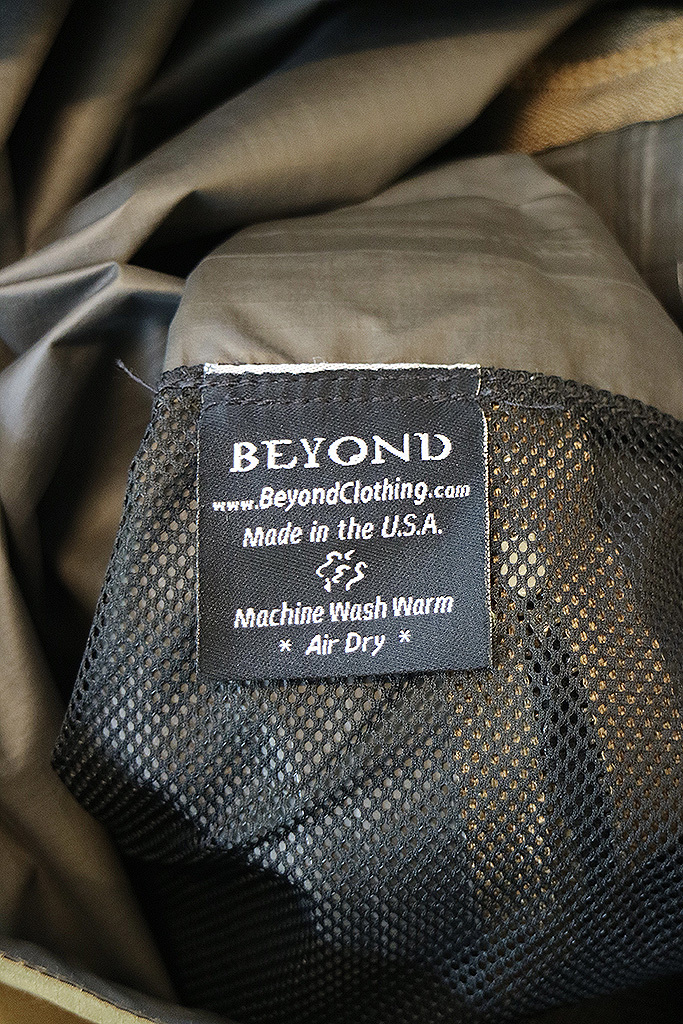 BEYOND
www.BeyondClothing.com
Made in the U.S.A.
Machine Wash Warm
* Air Dry *